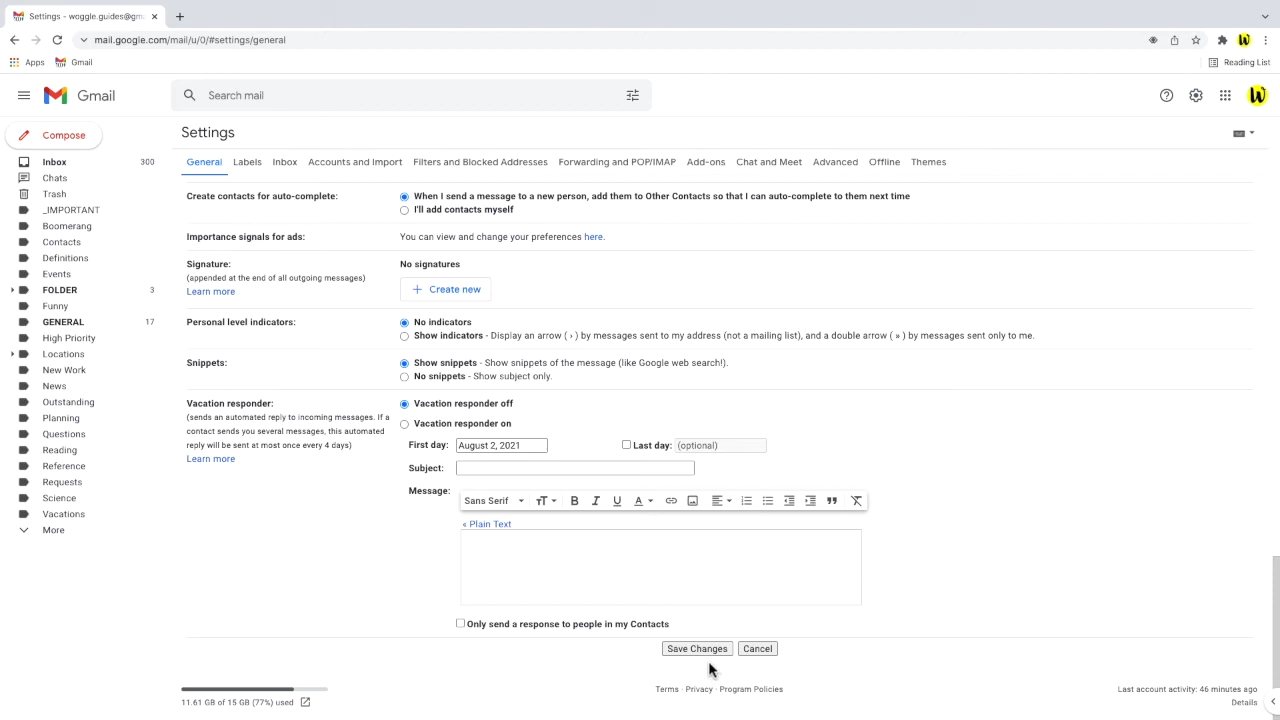 Settings - woggle.guides@gm
mail.google.com/mail/u/0/#settings/general
Apps Gmail Reading List
Gmail Search mail
Settings
Compose
General Labels Inbox Accounts and Import Filters and Blocked Addresses Forwarding and POP/IMAP Add-ons Chat and Meet Advanced Offline Themes
Inbox 300
Chats
Trash
_IMPORTANT
Boomerang
Contacts
Definitions
Events
FOLDER 3
Funny
GENERAL 17
High Priority
Locations
New Work
News
Outstanding
Planning
Questions
Reading
Reference
Requests
Science
Vacations
More
Create contacts for auto-complete: When I send a message to a new person, add them to Other Contacts so that I can auto-complete to them next time
I'll add contacts myself
Importance signals for ads: You can view and change your preferences here.
Signature: No signatures
(appended at the end of all outgoing messages)
Learn more
+ Create new
Personal level indicators: No indicators
Show indicators - Display an arrow ( › ) by messages sent to my address (not a mailing list), and a double arrow ( » ) by messages sent only to me.
Snippets: Show snippets - Show snippets of the message (like Google web search!).
No snippets - Show subject only.
Vacation responder: Vacation responder off
(sends an automated reply to incoming messages. If a
contact sends you several messages, this automated
reply will be sent at most once every 4 days)
Learn more
Vacation responder on
First day: August 2, 2021 Last day: (optional)
Subject:
Message:
Sans Serif
« Plain Text
Only send a response to people in my Contacts
Save Changes Cancel
11.61 GB of 15 GB (77%) used
Terms · Privacy · Program Policies
Last account activity: 46 minutes ago
Details